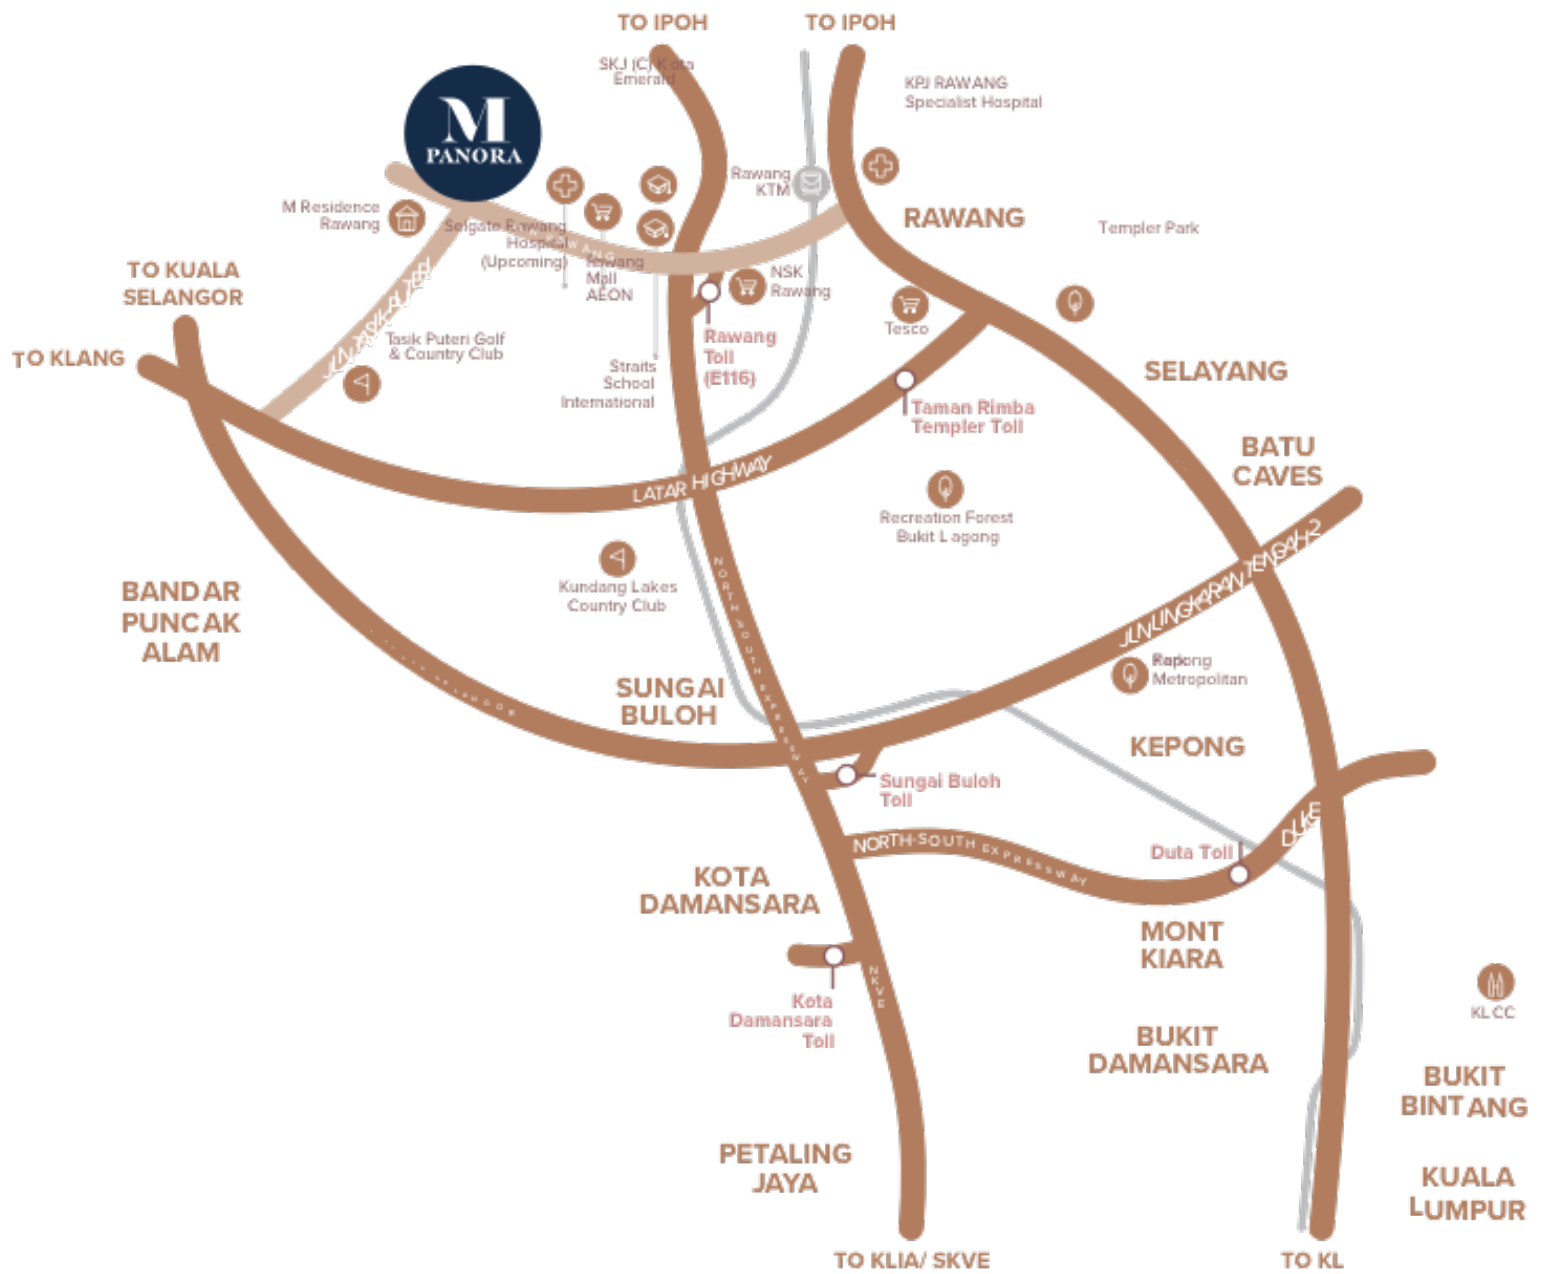 TO IPOH
TO IPOH
SKJ (C) Kota
Emerald
KPJ RAWANG
Specialist Hospital
M
PANORA
Rawang
KTM
M Residence
Rawang
RAWANG
Templer Park
Selgate Rawang
Hospital
(Upcoming)
RAWANG
Rawang
Mall
AEON
NSK
Rawang
TO KUALA
SELANGOR
TO KLANG
JLN TASIK PUTERI
Tasik Puteri Golf
& Country Club
Tesco
Rawang
Toll
(E116)
Straits
School
International
SELAYANG
Taman Rimba
Templer Toll
BATU
CAVES
LATAR HIGHWAY
Recreation Forest
Bukit Lagong
JLN LINGKARAN TENGAH 2
Kundang Lakes
Country Club
NORTH SOUTH EXPRESSWAY
BANDAR
PUNCAK
ALAM
SELANGOR
SUNGAI
BULOH
Metropolitan
KEPONG
Sungai Buloh
Toll
DUKE
NORTH-SOUTH EXPRESSWAY
Duta Toll
KOTA
DAMANSARA
MONT
KIARA
NKVE
Kota
Damansara
Toll
KLCC
BUKIT
DAMANSARA
BUKIT
BINTANG
PETALING
JAYA
KUALA
LUMPUR
TO KLIA/ SKVE
TO KL